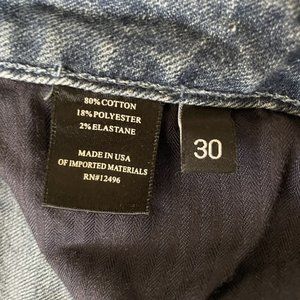 80% COTTON
18% POLYESTER
2% ELASTANE
MADE IN USA
OF IMPORTED MATERIALS
RN#12496
30